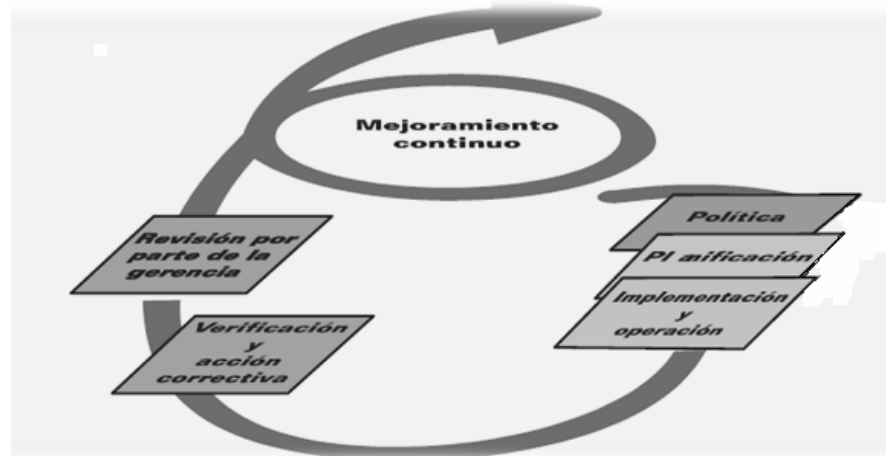 Mejoramiento
continuo
Política
Pl anificación
Implementación
y
operación
Verificación
y
acción
correctiva
Revisión por
parte de la
gerencia